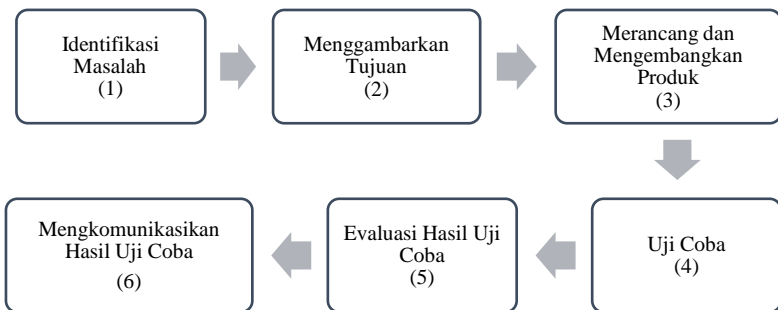 Identifikasi
Masalah
(1)
Menggambarkan
Tujuan
(2)
Merancang dan
Mengembangkan
Produk
(3)
Uji Coba
(4)
Evaluasi Hasil Uji
Coba
(5)
Mengkomunikasikan
Hasil Uji Coba
(6)